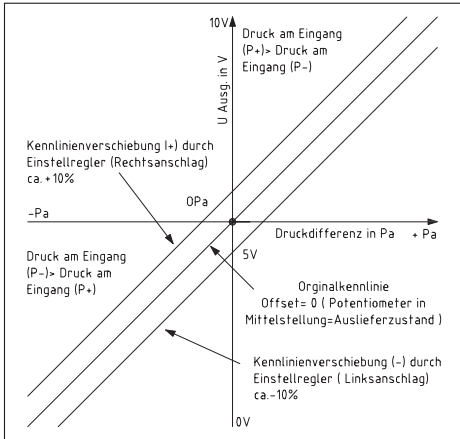 10V
Druck am Eingang
(P+)> Druck am
Eingang (P-)
U Ausg. in V
Kennlinienverschiebung I+) durch
Einstellregler (Rechtsanschlag)
ca.+10%
0Pa
-Pa
Druckdifferenz in Pa + Pa
5V
Druck am Eingang
(P-)> Druck am
Eingang (P+)
Orginalkennlinie
Offset= 0 ( Potentiometer in
Mittelstellung=Auslieferzustand )
Kennlinienverschiebung (-) durch
Einstellregler ( Linksanschlag)
ca.-10%
0V